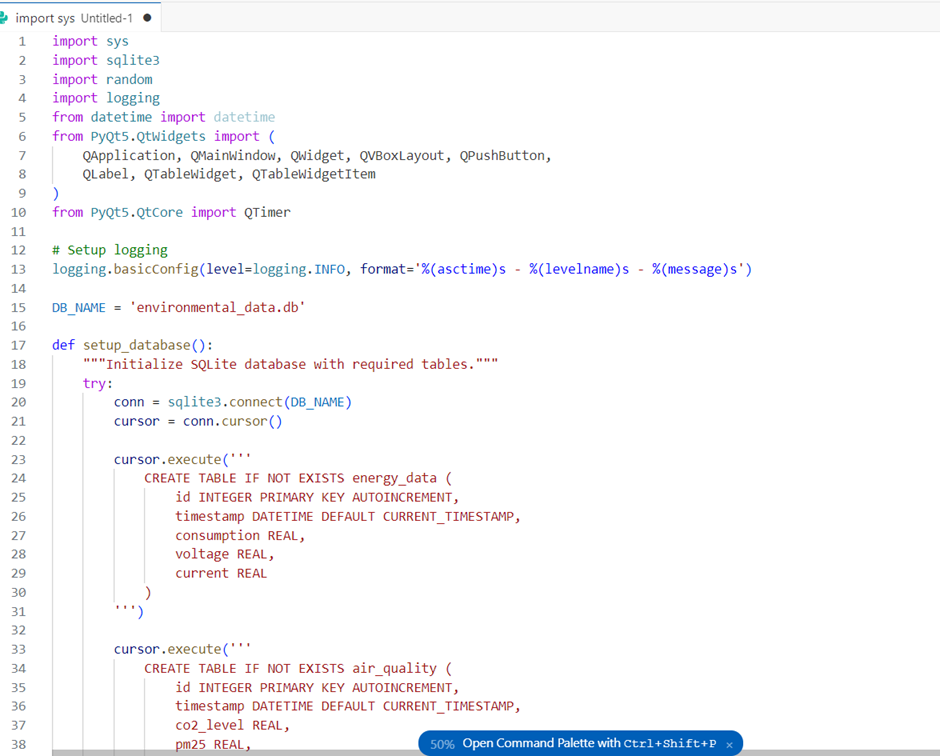 import sys Untitled-1 ●
1 import sys
2 import sqlite3
3 import random
4 import logging
5 from datetime import datetime
6 from PyQt5.QtWidgets import (
7     QApplication, QMainWindow, QWidget, QVBoxLayout, QPushButton,
8     QLabel, QTableWidget, QTableWidgetItem
9 )
10 from PyQt5.QtCore import QTimer
11
12 # Setup logging
13 logging.basicConfig(level=logging.INFO, format='%(asctime)s - %(levelname)s - %(message)s')
14
15 DB_NAME = 'environmental_data.db'
16
17 def setup_database():
18     """Initialize SQLite database with required tables."""
19     try:
20         conn = sqlite3.connect(DB_NAME)
21         cursor = conn.cursor()
22
23         cursor.execute('''
24             CREATE TABLE IF NOT EXISTS energy_data (
25                 id INTEGER PRIMARY KEY AUTOINCREMENT,
26                 timestamp DATETIME DEFAULT CURRENT_TIMESTAMP,
27                 consumption REAL,
28                 voltage REAL,
29                 current REAL
30             )
31         ''')
32
33         cursor.execute('''
34             CREATE TABLE IF NOT EXISTS air_quality (
35                 id INTEGER PRIMARY KEY AUTOINCREMENT,
36                 timestamp DATETIME DEFAULT CURRENT_TIMESTAMP,
37                 co2_level REAL,
38                 pm25 REAL,
50% Open Command Palette with Ctrl+Shift+P ×